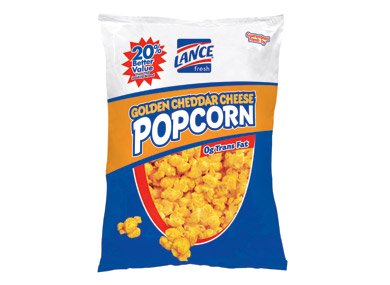 20%
Better
Value
LANCE
fresh
GOLDEN CHEDDAR CHEESE
POPCORN
0g Trans Fat